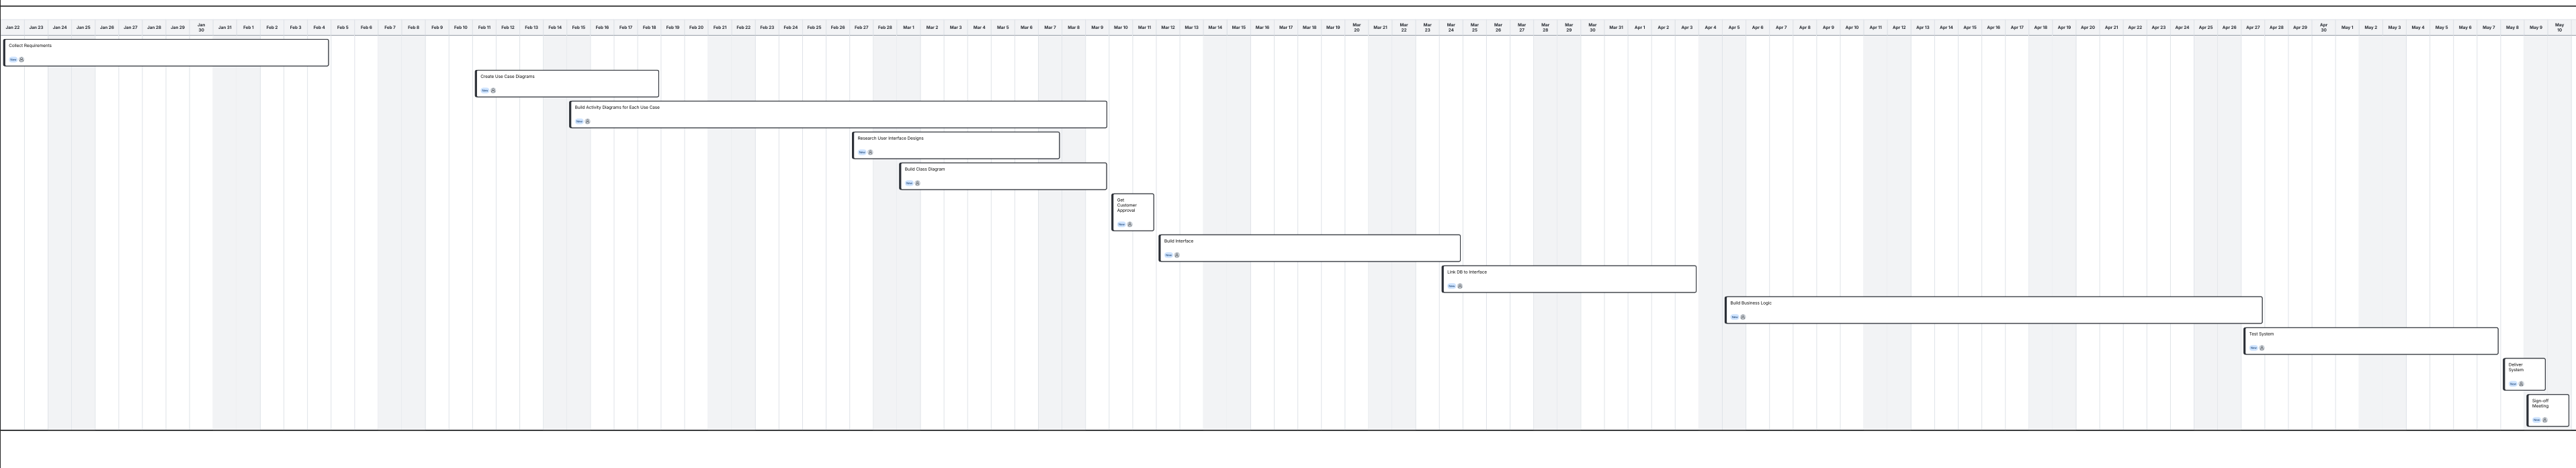 Jan 22 Jan 23 Jan 24 Jan 25 Jan 26 Jan 27 Jan 28 Jan 29 Jan 30 Jan 31 Feb 1 Feb 2 Feb 3 Feb 4 Feb 5 Feb 6 Feb 7 Feb 8 Feb 9 Feb 10 Feb 11 Feb 12 Feb 13 Feb 14 Feb 15 Feb 16 Feb 17 Feb 18 Feb 19 Feb 20 Feb 21 Feb 22 Feb 23 Feb 24 Feb 25 Feb 26 Feb 27 Feb 28 Mar 1 Mar 2 Mar 3 Mar 4 Mar 5 Mar 6 Mar 7 Mar 8 Mar 9 Mar 10 Mar 11 Mar 12 Mar 13 Mar 14 Mar 15 Mar 16 Mar 17 Mar 18 Mar 19 Mar 20 Mar 21 Mar 22 Mar 23 Mar 24 Mar 25 Mar 26 Mar 27 Mar 28 Mar 29 Mar 30 Mar 31 Apr 1 Apr 2 Apr 3 Apr 4 Apr 5 Apr 6 Apr 7 Apr 8 Apr 9 Apr 10 Apr 11 Apr 12 Apr 13 Apr 14 Apr 15 Apr 16 Apr 17 Apr 18 Apr 19 Apr 20 Apr 21 Apr 22 Apr 23 Apr 24 Apr 25 Apr 26 Apr 27 Apr 28 Apr 29 Apr 30 May 1 May 2 May 3 May 4 May 5 May 6 May 7 May 8 May 9 May 10
Collect Requirements
Create Use Case Diagrams
Build Activity Diagrams for Each Use Case
Research User Interface Designs
Build Class Diagram
Get
Customer
Approval
Build Interface
Link DB to Interface
Build Business Logic
Test System
Deliver
System
Sign-off
Meeting